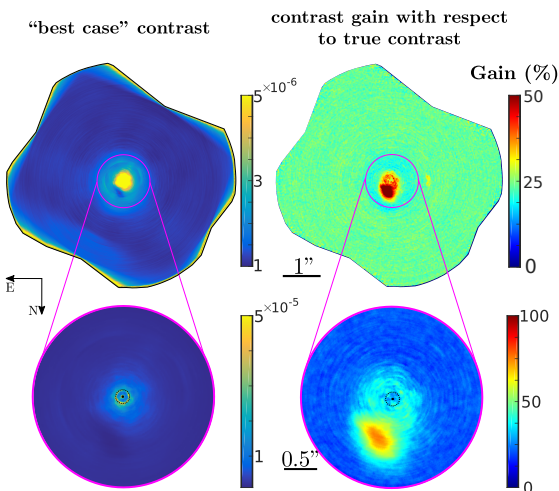 “best case” contrast
contrast gain with respect
to true contrast
Gain (%)
5
×10⁻⁶
3
1
50
25
0
1”
E
N
5
×10⁻⁵
1
100
50
0
0.5”